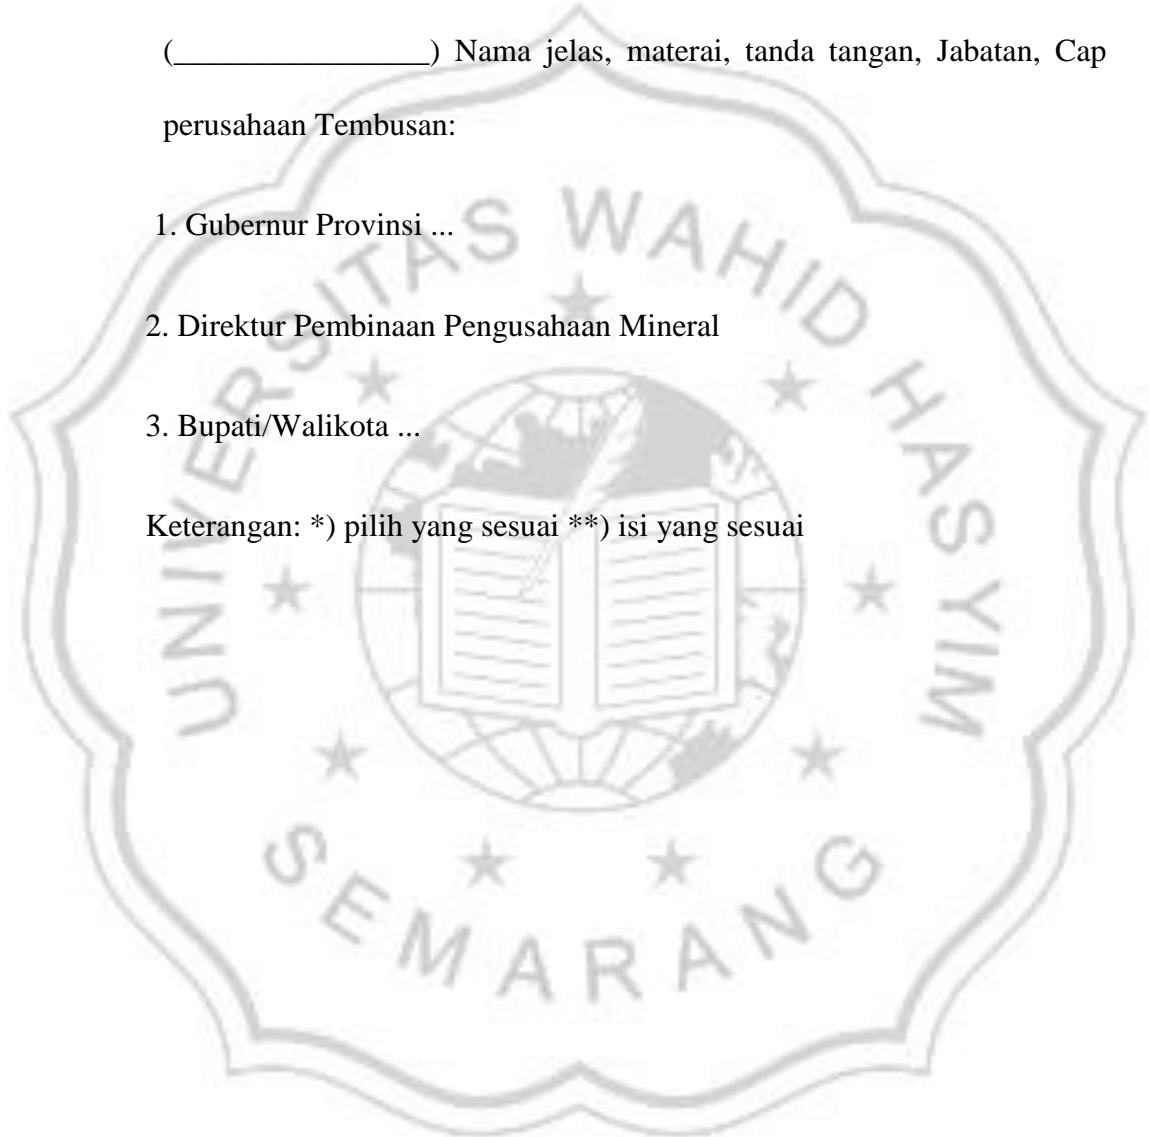 (________________) Nama jelas, materai, tanda tangan, Jabatan, Cap
perusahaan Tembusan:
1. Gubernur Provinsi ...
2. Direktur Pembinaan Pengusahaan Mineral
3. Bupati/Walikota ...
Keterangan: *) pilih yang sesuai **) isi yang sesuai
UNIVERSITAS WAHID HASYIM
SEMARANG